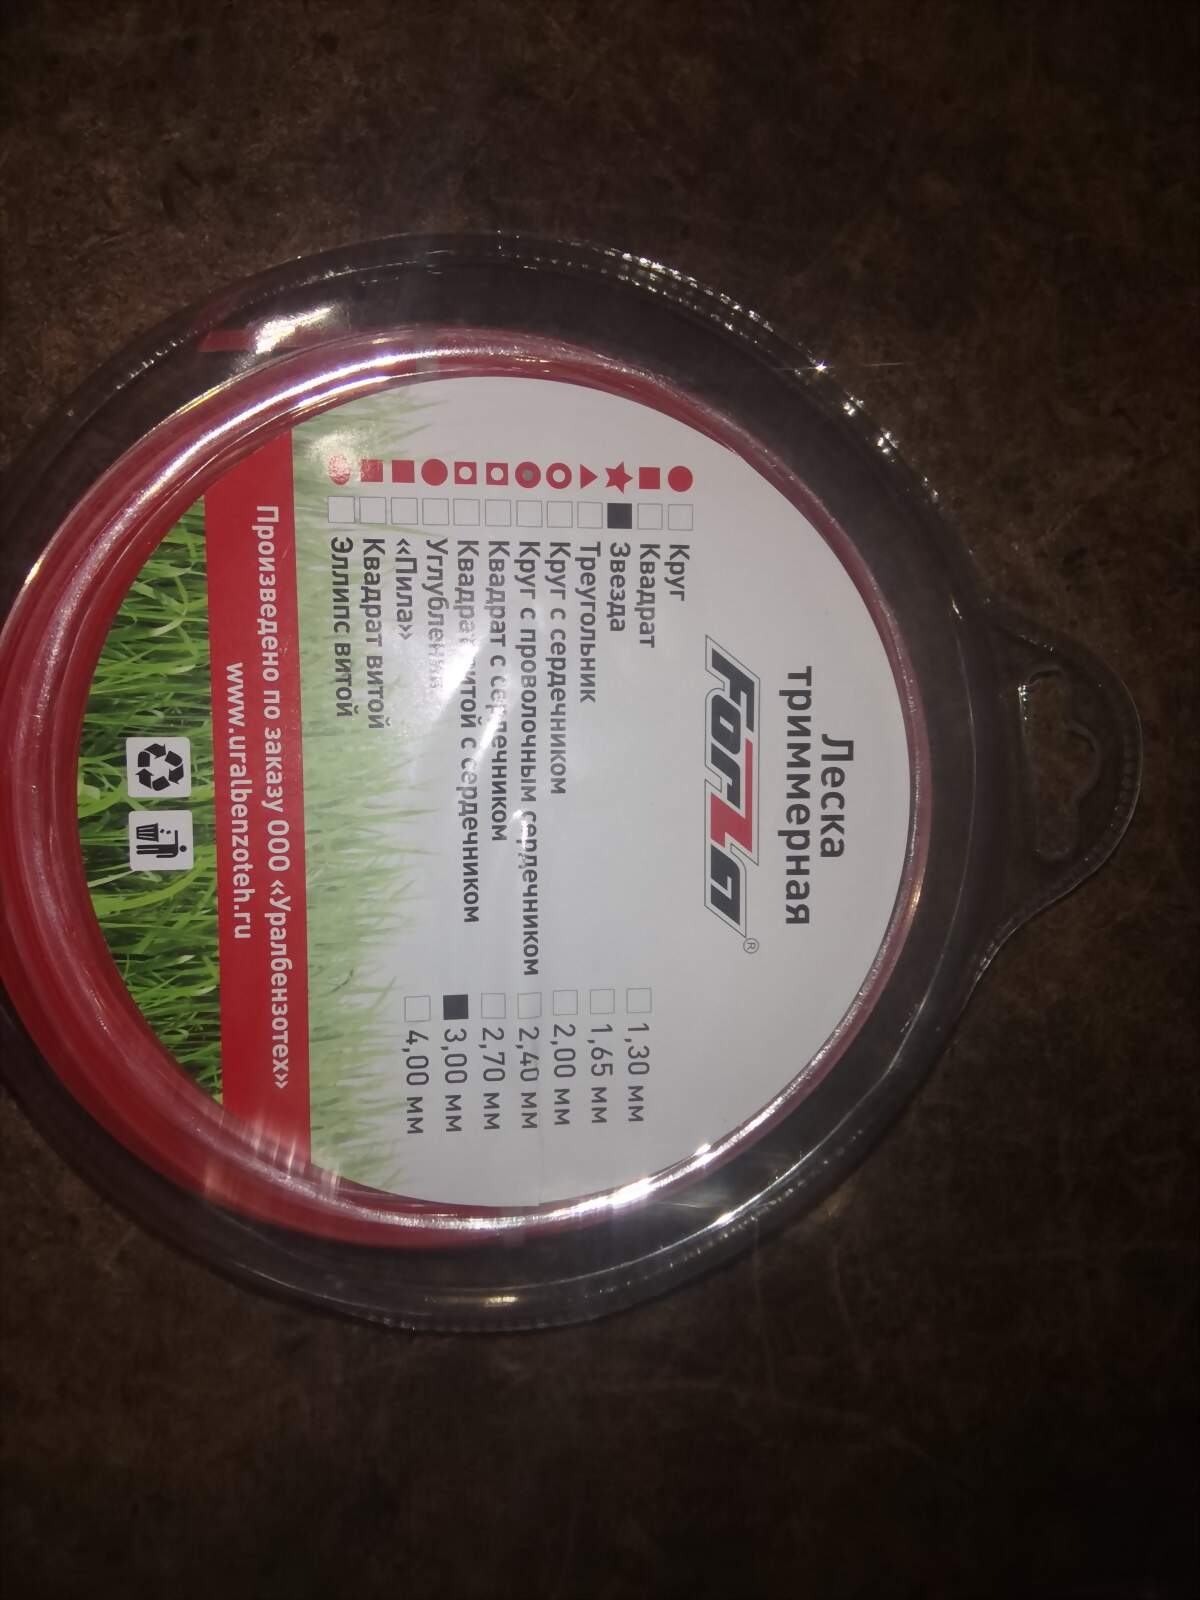 Леска
триммерная
Forza®
Круг
Квадрат
Звезда
Треугольник
Круг с сердечником
Круг с проволочным сердечником
Квадрат с сердечником
Квадрат витой с сердечником
Углубления
«Пила»
Квадрат витой
Эллипс витой
1,30 мм
1,65 мм
2,00 мм
2,40 мм
2,70 мм
3,00 мм
4,00 мм
Произведено по заказу ООО «Уралбензотех»
www.uralbenzoteh.ru